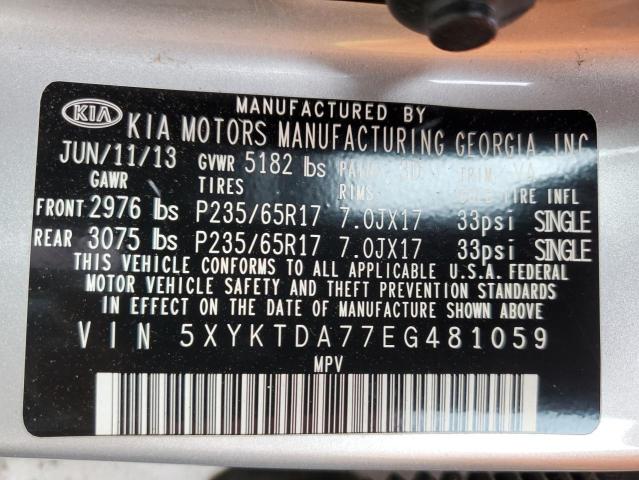 MANUFACTURED BY
KIA KIA MOTORS MANUFACTURING GEORGIA, INC
JUN/11/13 GVWR 5182 lbs
GAWR TIRES RIMS TIRE INFL
FRONT 2976 lbs P235/65R17 7.0JX17 33psi SINGLE
REAR 3075 lbs P235/65R17 7.0JX17 33psi SINGLE
THIS VEHICLE CONFORMS TO ALL APPLICABLE U.S.A. FEDERAL
MOTOR VEHICLE SAFETY AND THEFT PREVENTION STANDARDS
IN EFFECT ON THE DATE OF MANUFACTURE SHOWN ABOVE
VIN 5XYKTDA77EG481059
MPV